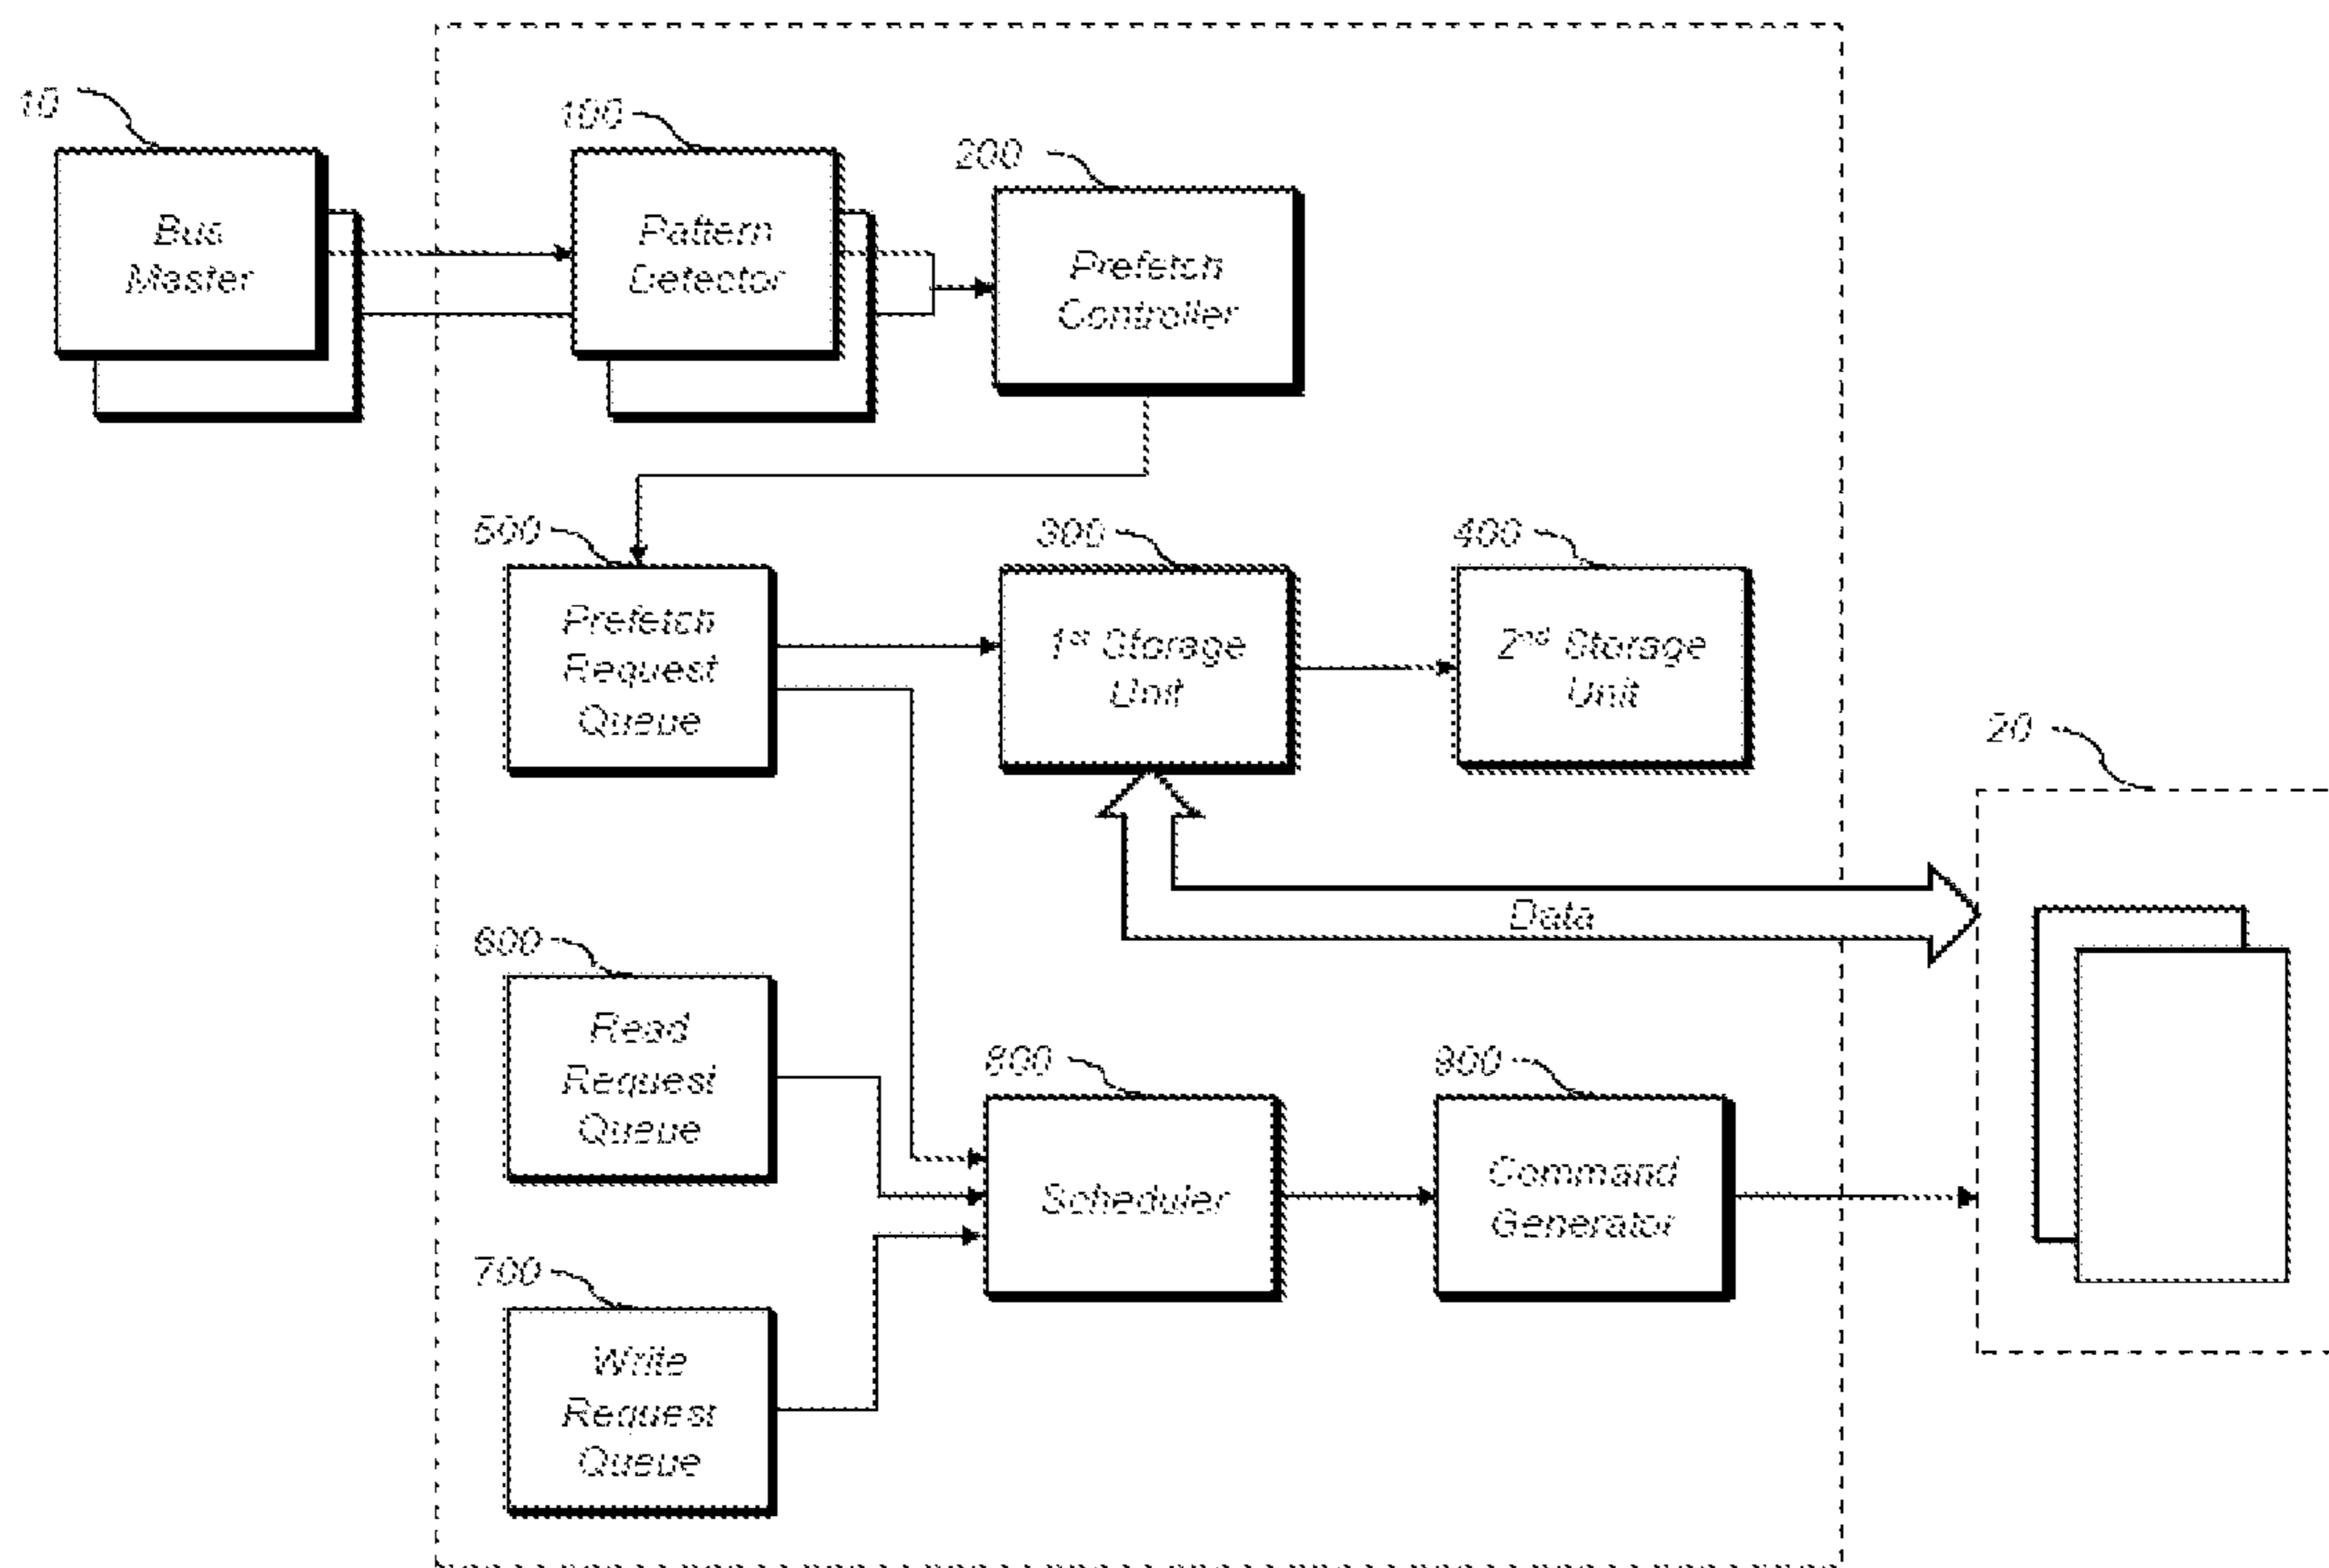 10
100
200
Bus
Master
Pattern
Detector
Prefetch
Controller
500
300
400
Prefetch
Request
Queue
1st Storage
Unit
2nd Storage
Unit
20
Data
600
Read
Request
Queue
800
900
Scheduler
Command
Generator
700
Write
Request
Queue